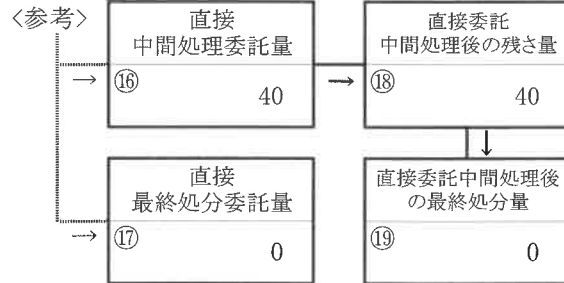 〈参考〉
直接
中間処理委託量
→
⑯
40
→
直接委託
中間処理後の残さ量
⑱
40
↓
直接
最終処分委託量
→
⑰
0
直接委託中間処理後
の最終処分量
⑲
0